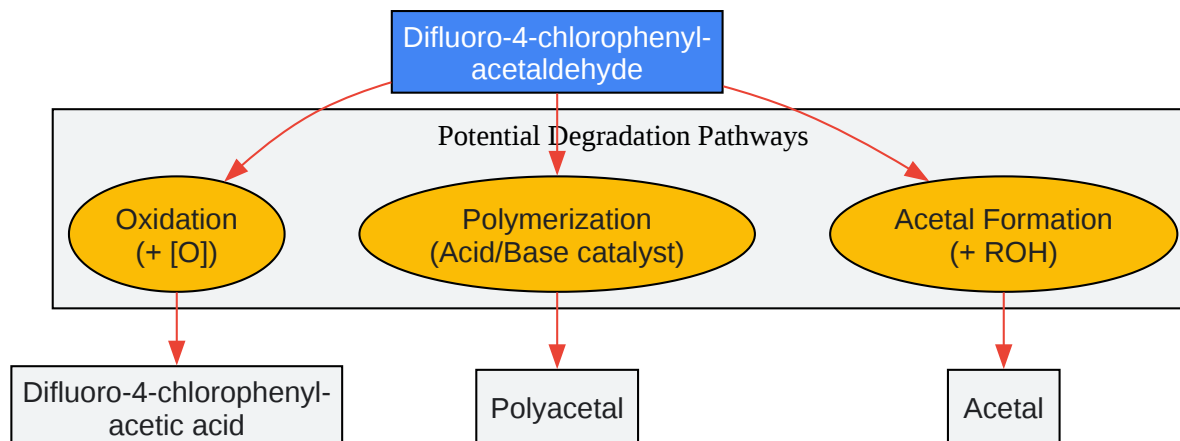 Difluoro-4-chlorophenyl-
acetaldehyde
Potential Degradation Pathways
Oxidation
(+ [O])
Polymerization
(Acid/Base catalyst)
Acetal Formation
(+ ROH)
Difluoro-4-chlorophenyl-
acetic acid
Polyacetal
Acetal